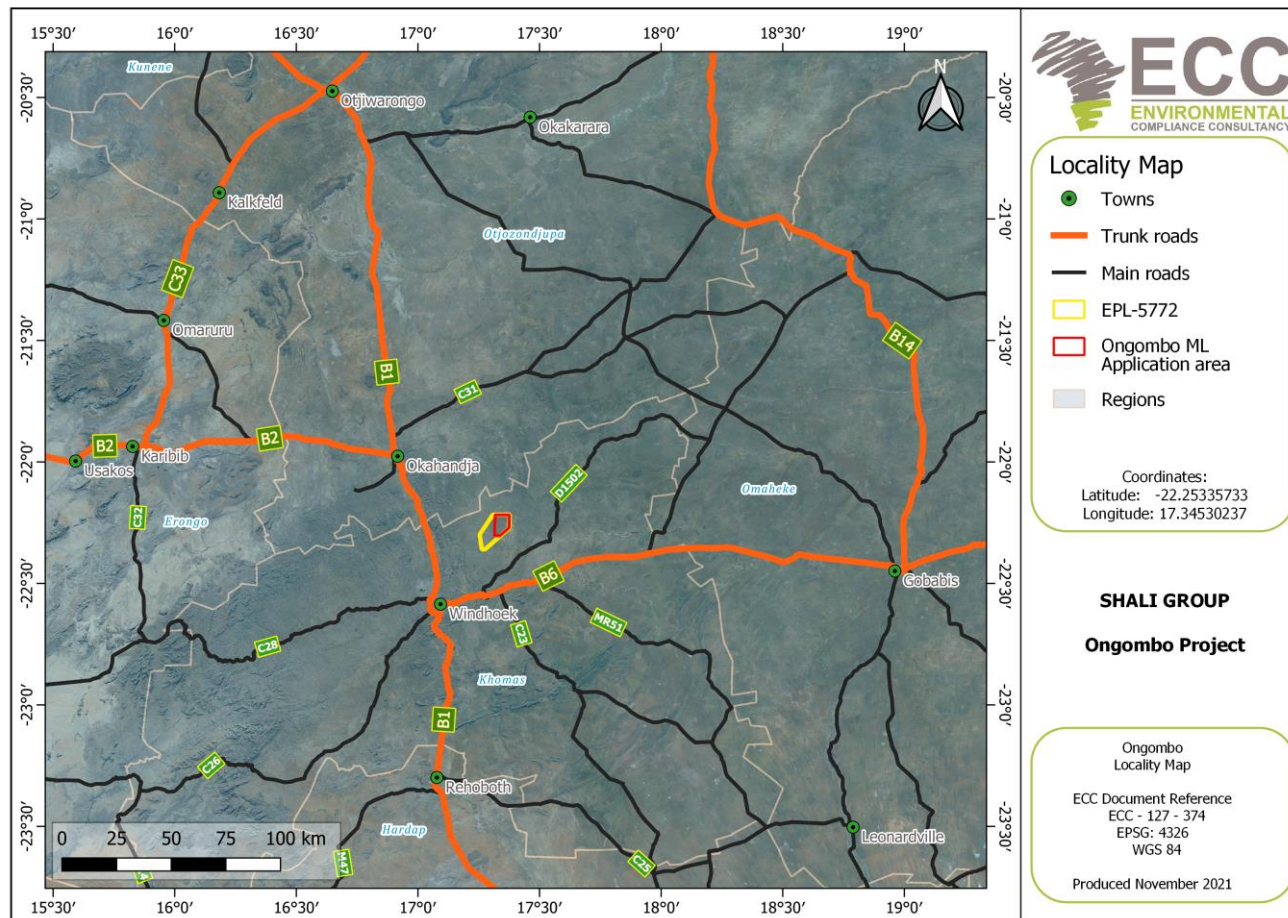 15°30' 16°0' 16°30' 17°0' 17°30' 18°0' 18°30' 19°0'
-20°30'
-21°0'
-21°30'
-22°0'
-22°30'
-23°0'
-23°30'
Kunene
N
Otjiwarongo
Okakarara
Kalkfeld
Otjozondjupa
C33
Omaruru
B1
B14
C31
B2
B2
Karibib
Usakos
Okahandja
D1502
Omaheke
C32
Erongo
B6
Gobabis
Windhoek
C23
MR51
C28
Khomas
B1
C26
Rehoboth
Hardap
Leonardville
M47
C25
0 25 50 75 100 km
-20°30'
-21°0'
-21°30'
-22°0'
-22°30'
-23°0'
-23°30'
15°30' 16°0' 16°30' 17°0' 17°30' 18°0' 18°30' 19°0'
ECC
ENVIRONMENTAL
COMPLIANCE CONSULTANCY
Locality Map
Towns
Trunk roads
Main roads
EPL-5772
Ongombo ML
Application area
Regions
Coordinates:
Latitude: -22.25335733
Longitude: 17.34530237
SHALI GROUP
Ongombo Project
Ongombo
Locality Map
ECC Document Reference
ECC - 127 - 374
EPSG: 4326
WGS 84
Produced November 2021